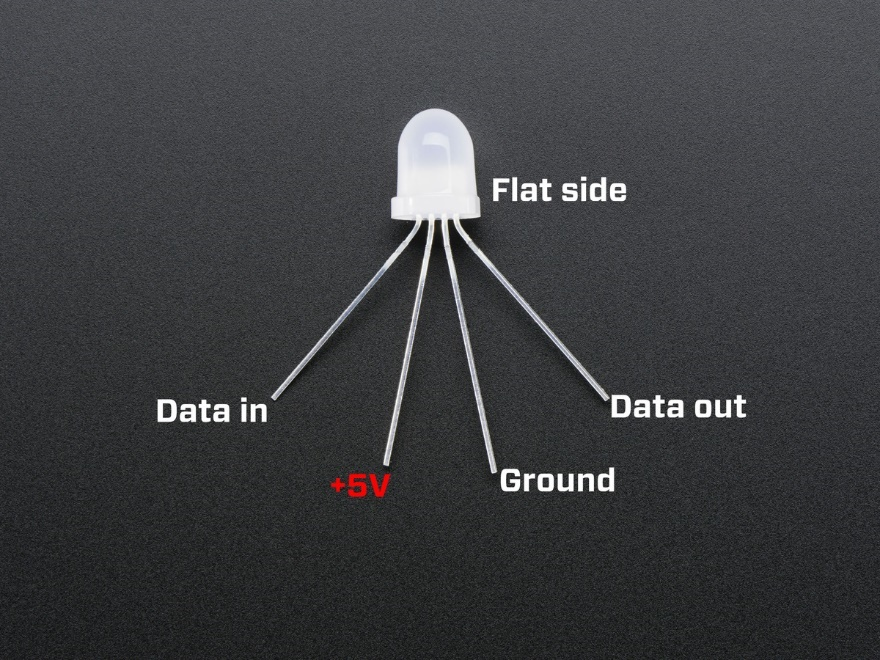 Flat side
Data in
Data out
+5V
Ground